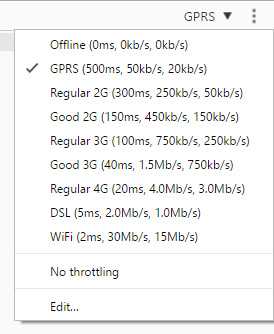 GPRS
Offline (0ms, 0kb/s, 0kb/s)
GPRS (500ms, 50kb/s, 20kb/s)
Regular 2G (300ms, 250kb/s, 50kb/s)
Good 2G (150ms, 450kb/s, 150kb/s)
Regular 3G (100ms, 750kb/s, 250kb/s)
Good 3G (40ms, 1.5Mb/s, 750kb/s)
Regular 4G (20ms, 4.0Mb/s, 3.0Mb/s)
DSL (5ms, 2.0Mb/s, 1.0Mb/s)
WiFi (2ms, 30Mb/s, 15Mb/s)
No throttling
Edit...